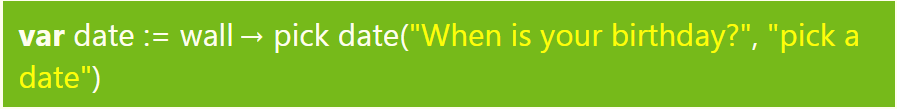 var date := wall → pick date("When is your birthday?", "pick a
date")